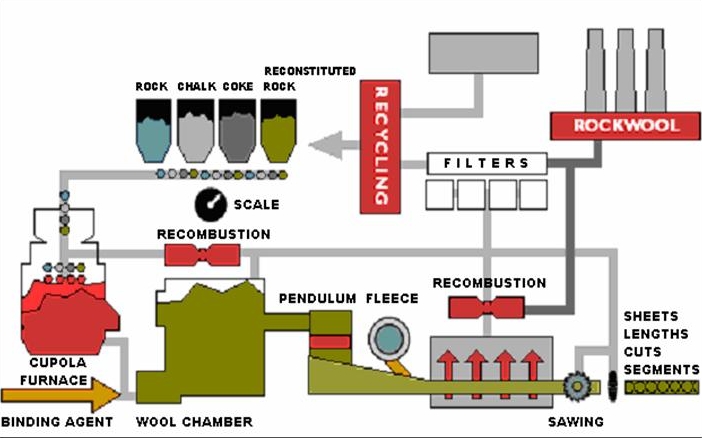 RECONSTITUTED
ROCK CHALK COKE ROCK
RECYCLING
ROCKWOOL
FILTERS
SCALE
RECOMBUSTION
RECOMBUSTION
PENDULUM FLEECE
SHEETS
LENGTHS
CUTS
SEGMENTS
CUPOLA
FURNACE
BINDING AGENT WOOL CHAMBER SAWING